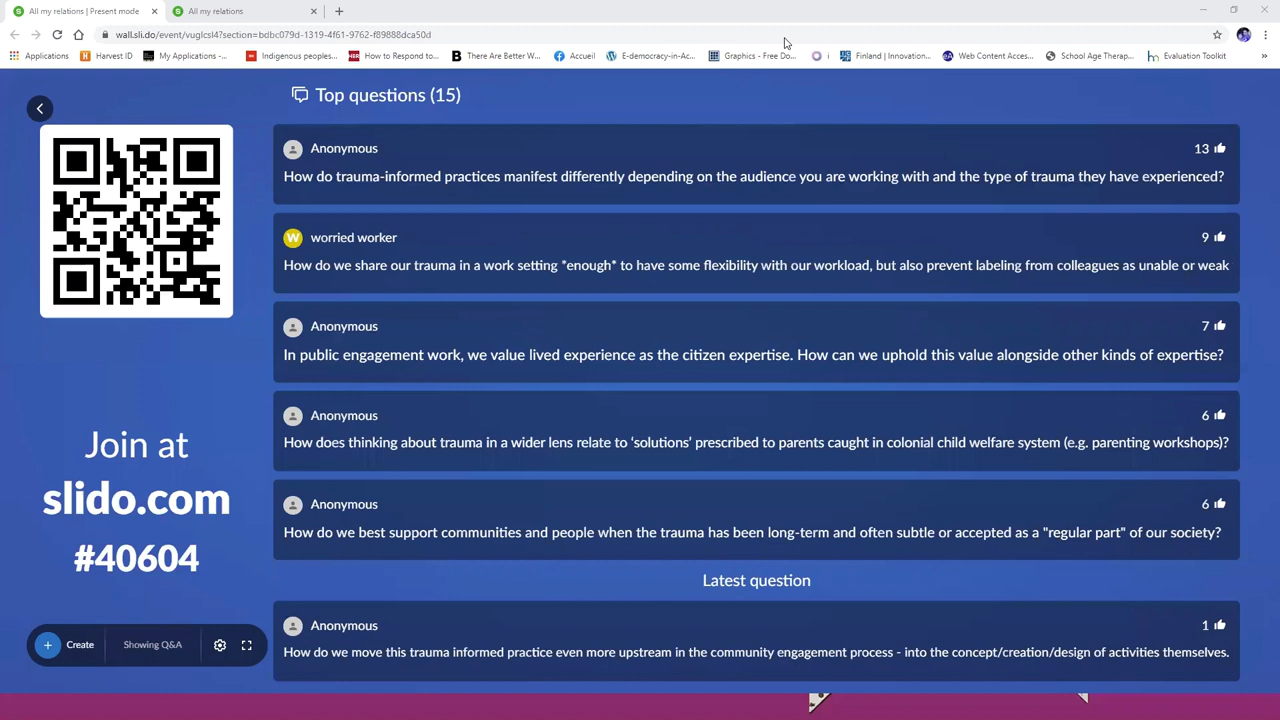 All my relations | Present mode
All my relations
wall.sli.do/event/vuglcsl4?section=bdbc079d-1319-4f61-9762-f89888dca50d
Applications
Harvest ID
My Applications -...
Indigenous peoples...
How to Respond to...
There Are Better W...
Accueil
E-democracy-in-Ac...
Graphics - Free Do...
i
Finland | Innovation...
Web Content Acces...
School Age Therap...
Evaluation Toolkit
»
Top questions (15)
Anonymous
13
How do trauma-informed practices manifest differently depending on the audience you are working with and the type of trauma they have experienced?
W
worried worker
9
How do we share our trauma in a work setting *enough* to have some flexibility with our workload, but also prevent labeling from colleagues as unable or weak
Anonymous
7
In public engagement work, we value lived experience as the citizen expertise. How can we uphold this value alongside other kinds of expertise?
Anonymous
6
How does thinking about trauma in a wider lens relate to ‘solutions’ prescribed to parents caught in colonial child welfare system (e.g. parenting workshops)?
Anonymous
6
How do we best support communities and people when the trauma has been long-term and often subtle or accepted as a "regular part" of our society?
Latest question
Anonymous
1
How do we move this trauma informed practice even more upstream in the community engagement process - into the concept/creation/design of activities themselves.
Join at
slido.com
#40604
Create
Showing Q&A